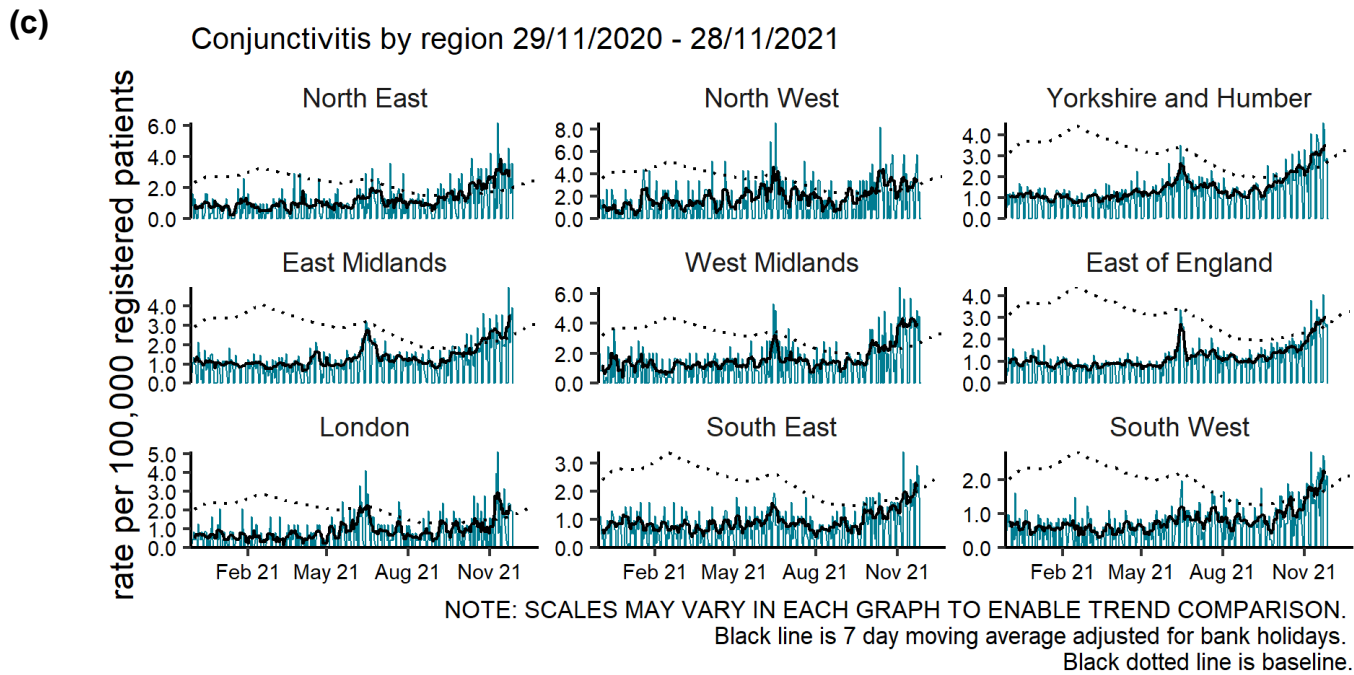 (c)
Conjunctivitis by region 29/11/2020 - 28/11/2021
rate per 100,000 registered patients
North East
6.0
4.0
2.0
0.0
North West
8.0
6.0
4.0
2.0
0.0
Yorkshire and Humber
4.0
3.0
2.0
1.0
0.0
East Midlands
4.0
3.0
2.0
1.0
0.0
West Midlands
6.0
4.0
2.0
0.0
East of England
4.0
3.0
2.0
1.0
0.0
London
5.0
4.0
3.0
2.0
1.0
0.0
South East
3.0
2.0
1.0
0.0
South West
2.0
1.0
0.0
Feb 21 May 21 Aug 21 Nov 21
Feb 21 May 21 Aug 21 Nov 21
Feb 21 May 21 Aug 21 Nov 21
NOTE: SCALES MAY VARY IN EACH GRAPH TO ENABLE TREND COMPARISON.
Black line is 7 day moving average adjusted for bank holidays.
Black dotted line is baseline.